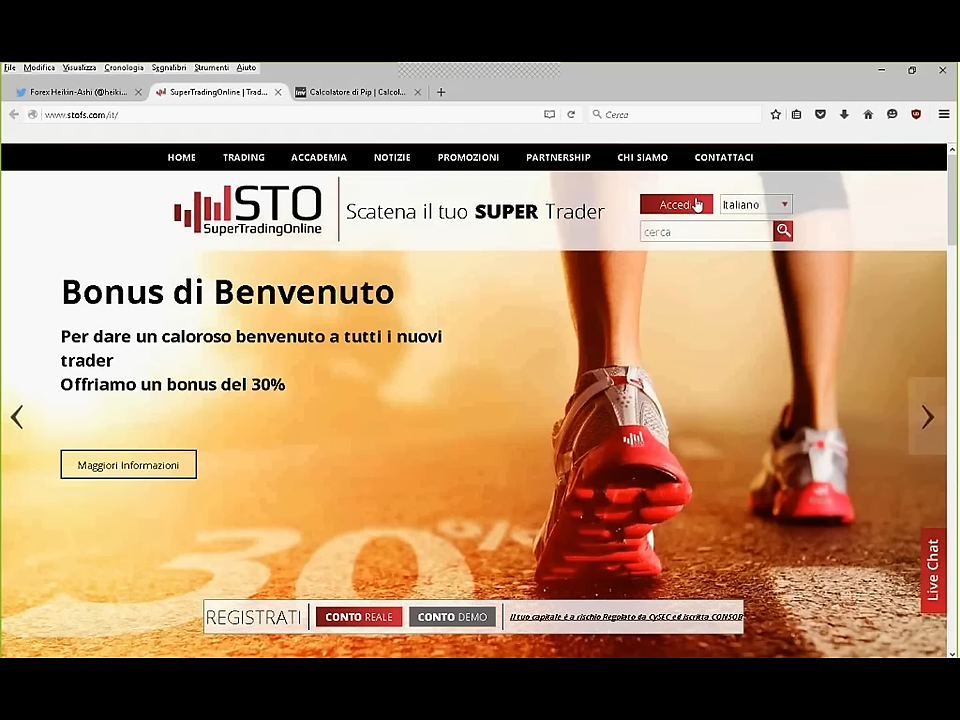 File Modifica Visualizza Cronologia Segnalibri Strumenti Aiuto
Forex Heikin-Ashi (@heiki...
SuperTradingOnline | Trad...
Inv Calcolatore di Pip | Calcol...
www.stofs.com/it/
Cerca
HOME TRADING ACCADEMIA NOTIZIE PROMOZIONI PARTNERSHIP CHI SIAMO CONTATTACI
STO
SuperTradingOnline
Scatena il tuo SUPER Trader
Accedi
Italiano
cerca
Bonus di Benvenuto
Per dare un caloroso benvenuto a tutti i nuovi
trader
Offriamo un bonus del 30%
Maggiori Informazioni
30%
Live Chat
REGISTRATI CONTO REALE CONTO DEMO Il tuo capitale è a rischio Regolato da CySEC ed iscritta CONSOB